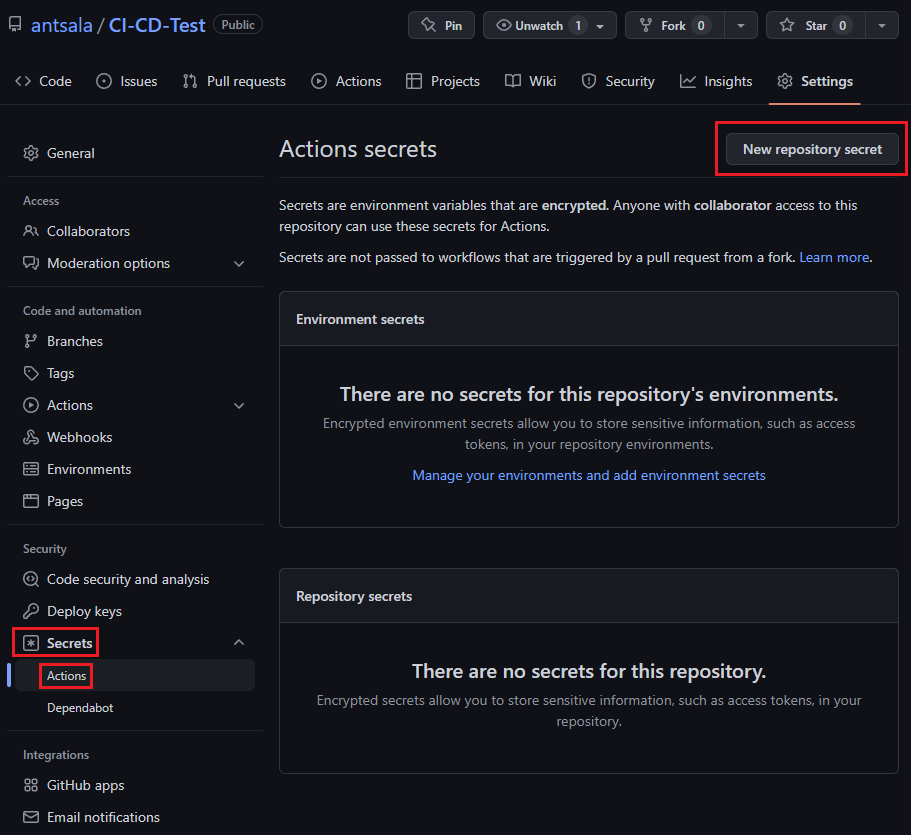 antsala / CI-CD-Test Public
Pin
Unwatch 1
Fork 0
Star 0
Code
Issues
Pull requests
Actions
Projects
Wiki
Security
Insights
Settings
General
Access
Collaborators
Moderation options
Code and automation
Branches
Tags
Actions
Webhooks
Environments
Pages
Security
Code security and analysis
Deploy keys
Secrets
Actions
Dependabot
Integrations
GitHub apps
Email notifications
Actions secrets
New repository secret
Secrets are environment variables that are encrypted. Anyone with collaborator access to this
repository can use these secrets for Actions.
Secrets are not passed to workflows that are triggered by a pull request from a fork. Learn more.
Environment secrets
There are no secrets for this repository's environments.
Encrypted environment secrets allow you to store sensitive information, such as access
tokens, in your repository environments.
Manage your environments and add environment secrets
Repository secrets
There are no secrets for this repository.
Encrypted secrets allow you to store sensitive information, such as access tokens, in your
repository.